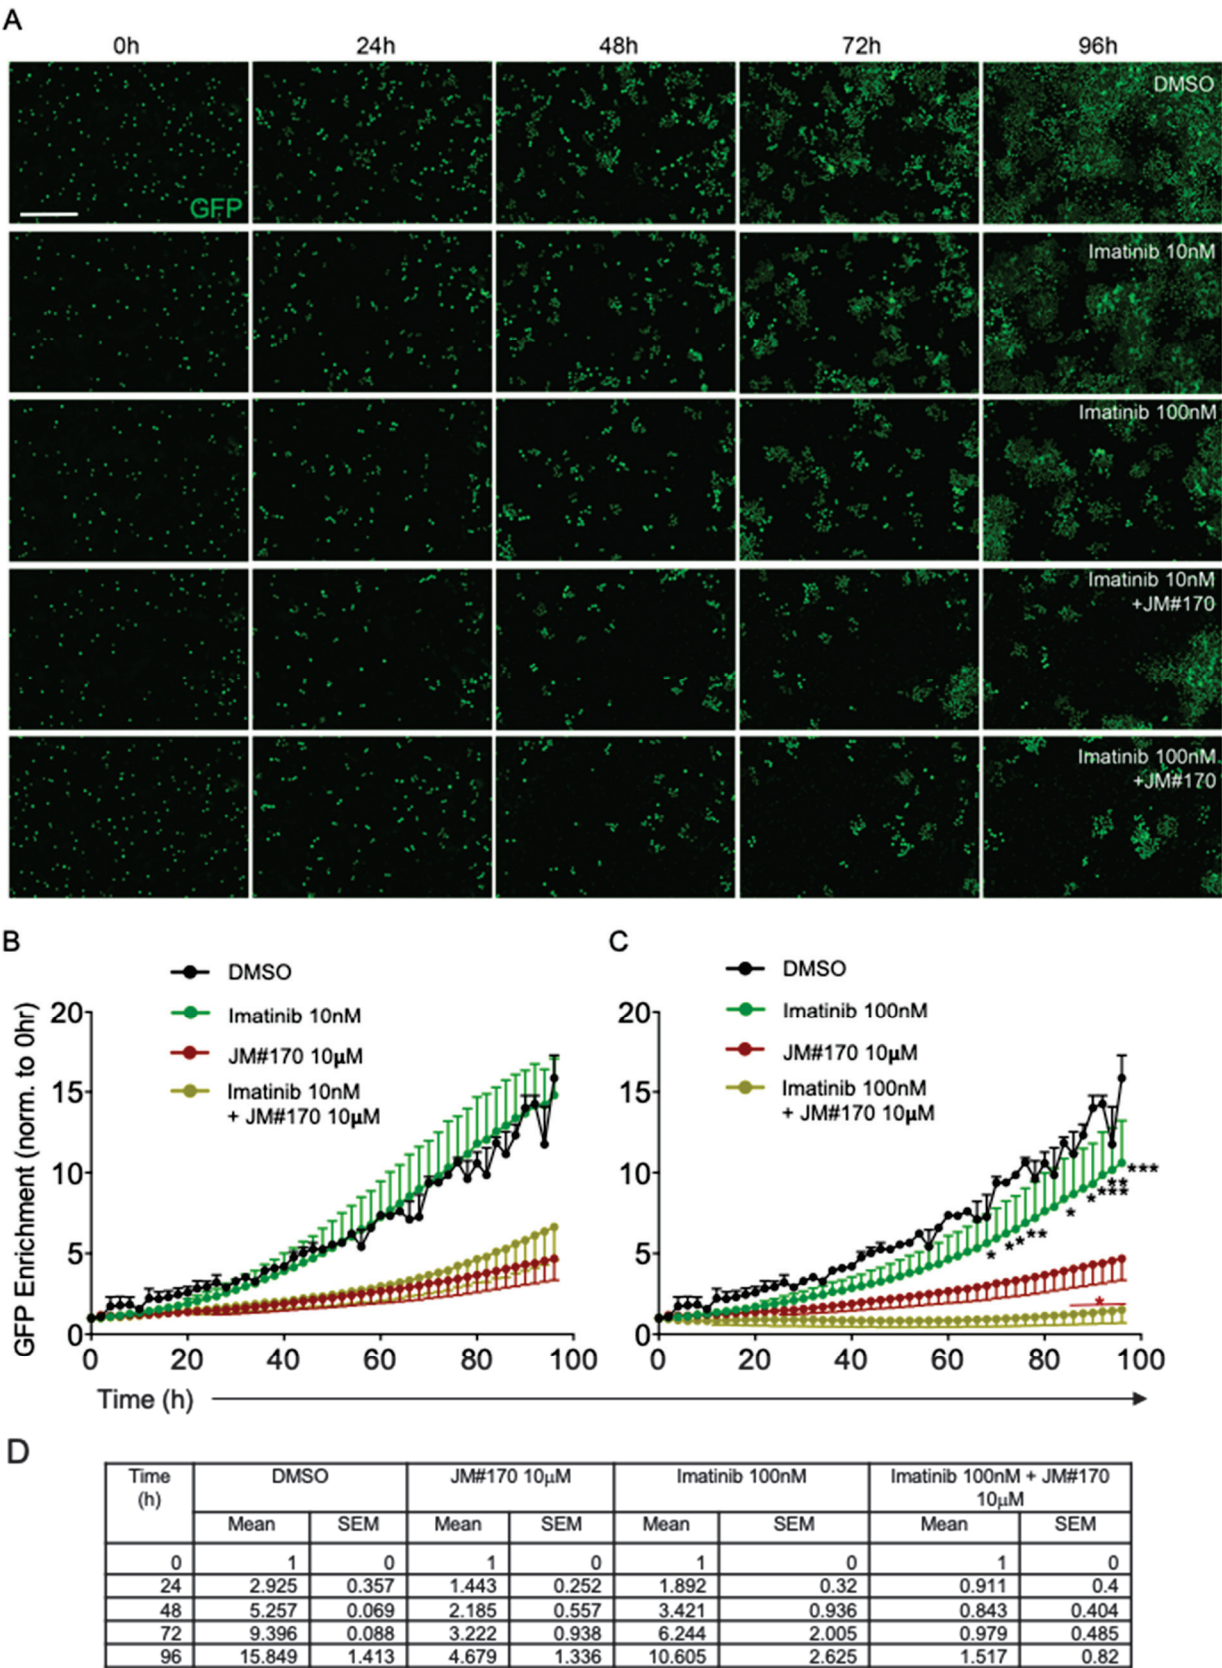 A
0h 24h 48h 72h 96h
DMSO
GFP
Imatinib 10nM
Imatinib 100nM
Imatinib 10nM
+JM#170
Imatinib 100nM
+JM#170
B
DMSO
Imatinib 10nM
JM#170 10µM
Imatinib 10nM
+ JM#170 10µM
GFP Enrichment (norm. to 0hr)
20
15
10
5
0
0 20 40 60 80 100
C
DMSO
Imatinib 100nM
JM#170 10µM
Imatinib 100nM
+ JM#170 10µM
20
15
10
5
0
***
**
***
*
*
**
**
*
*
0 20 40 60 80 100
Time (h)
D
Time (h) DMSO JM#170 10µM Imatinib 100nM Imatinib 100nM + JM#170 10µM
Mean SEM Mean SEM Mean SEM Mean SEM
0 1 0 1 0 1 0 1 0
24 2.925 0.357 1.443 0.252 1.892 0.32 0.911 0.4
48 5.257 0.069 2.185 0.557 3.421 0.936 0.843 0.404
72 9.396 0.088 3.222 0.938 6.244 2.005 0.979 0.485
96 15.849 1.413 4.679 1.336 10.605 2.625 1.517 0.82